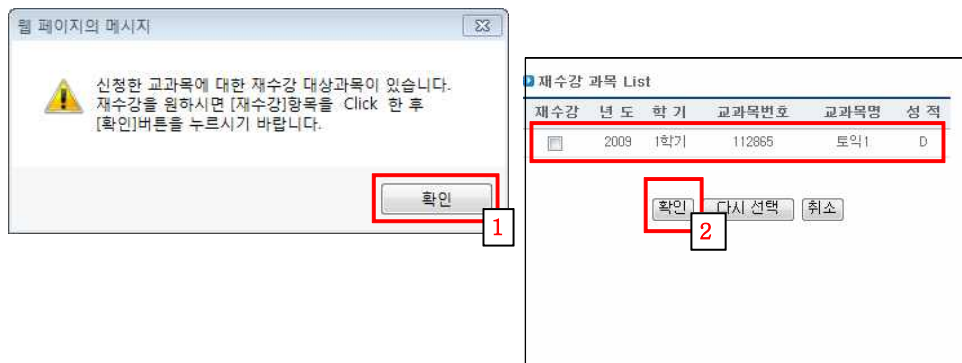 웹 페이지의 메시지
신청한 교과목에 대한 재수강 대상과목이 있습니다.
재수강을 원하시면 [재수강]항목을 Click 한 후
[확인]버튼을 누르시기 바랍니다.
확인
1
재수강 과목 List
재수강 년 도 학 기 교과목번호 교과목명 성 적
2009 1학기 112865 토익1 D
확인 다시 선택 취소
2